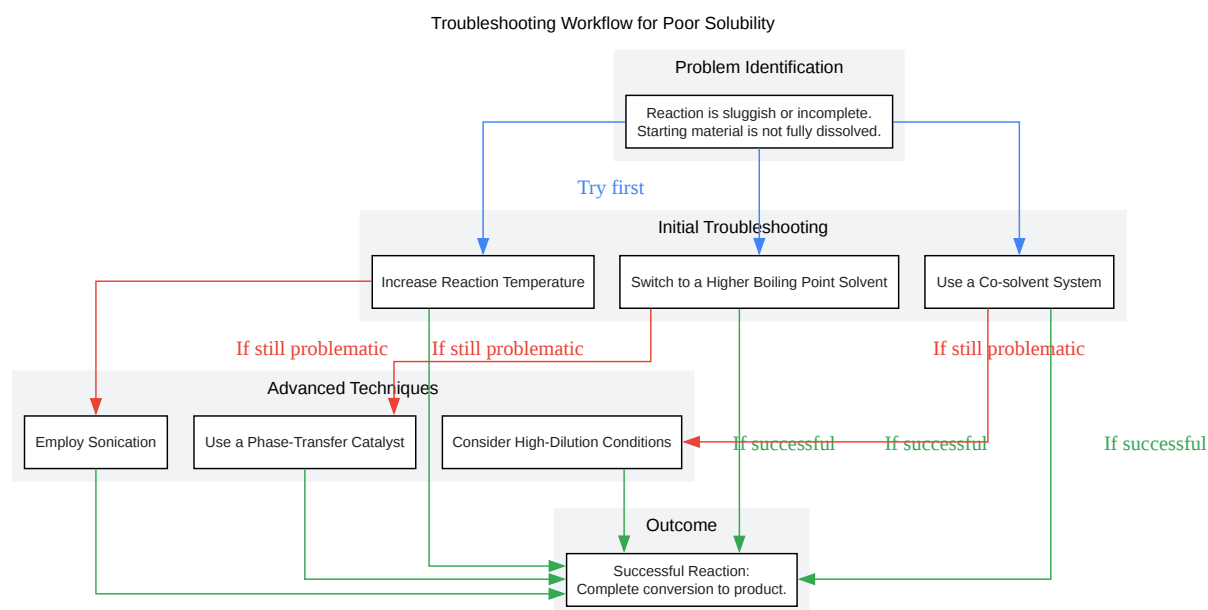 Troubleshooting Workflow for Poor Solubility
Problem Identification
Reaction is sluggish or incomplete.
Starting material is not fully dissolved.
Try first
Initial Troubleshooting
Increase Reaction Temperature
Switch to a Higher Boiling Point Solvent
Use a Co-solvent System
If still problematic
If still problematic
If still problematic
Advanced Techniques
Employ Sonication
Use a Phase-Transfer Catalyst
Consider High-Dilution Conditions
If successful
If successful
If successful
Outcome
Successful Reaction:
Complete conversion to product.